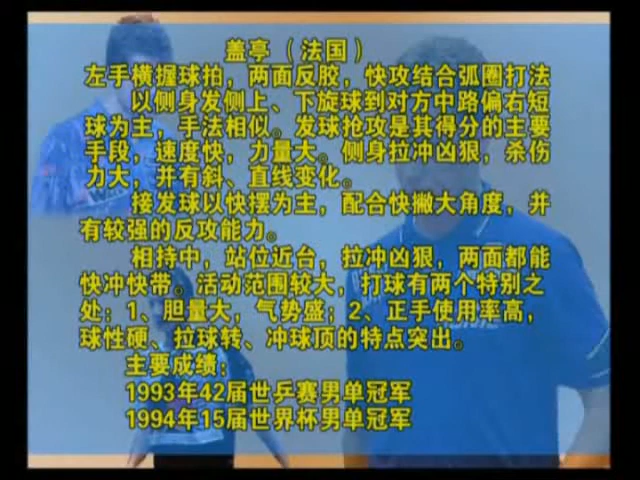 盖亭（法国）
左手横握球拍，两面反胶，快攻结合弧圈打法
以侧身发侧上、下旋球到对方中路偏右短
球为主，手法相似。发球抢攻是其得分的主要
手段，速度快，力量大。侧身拉冲凶狠，杀伤
力大，并有斜、直线变化。
接发球以快摆为主，配合快撇大角度，并
有较强的反攻能力。
相持中，站位近台，拉冲凶狠，两面都能
快冲快带。活动范围较大，打球有两个特别之
处；1、胆量大，气势盛；2、正手使用率高，
球性硬、拉球转、冲球顶的特点突出。
主要成绩：
1993年42届世乒赛男单冠军
1994年15届世界杯男单冠军